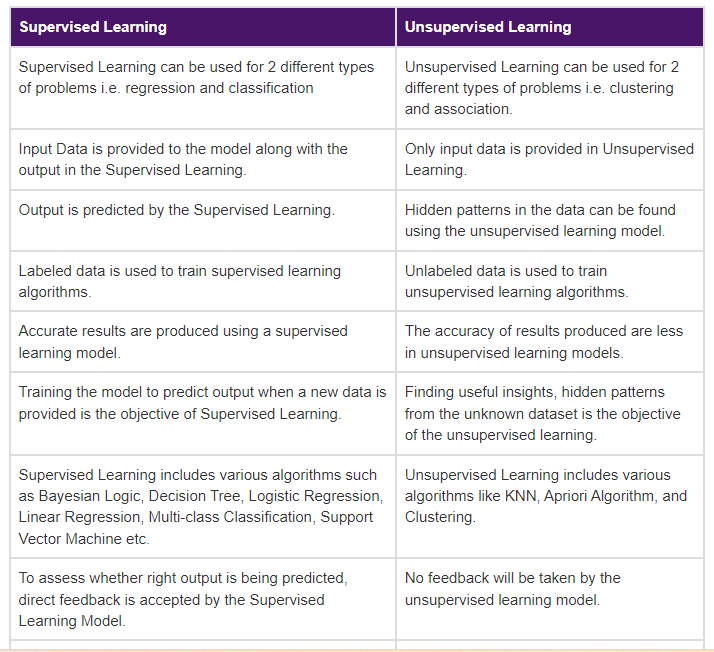 Supervised Learning
Unsupervised Learning
Supervised Learning can be used for 2 different types
of problems i.e. regression and classification
Unsupervised Learning can be used for 2
different types of problems i.e. clustering
and association.
Input Data is provided to the model along with the
output in the Supervised Learning.
Only input data is provided in Unsupervised
Learning.
Output is predicted by the Supervised Learning.
Hidden patterns in the data can be found
using the unsupervised learning model.
Labeled data is used to train supervised learning
algorithms.
Unlabeled data is used to train
unsupervised learning algorithms.
Accurate results are produced using a supervised
learning model.
The accuracy of results produced are less
in unsupervised learning models.
Training the model to predict output when a new data is
provided is the objective of Supervised Learning.
Finding useful insights, hidden patterns
from the unknown dataset is the objective
of the unsupervised learning.
Supervised Learning includes various algorithms such
as Bayesian Logic, Decision Tree, Logistic Regression,
Linear Regression, Multi-class Classification, Support
Vector Machine etc.
Unsupervised Learning includes various
algorithms like KNN, Apriori Algorithm, and
Clustering.
To assess whether right output is being predicted,
direct feedback is accepted by the Supervised
Learning Model.
No feedback will be taken by the
unsupervised learning model.